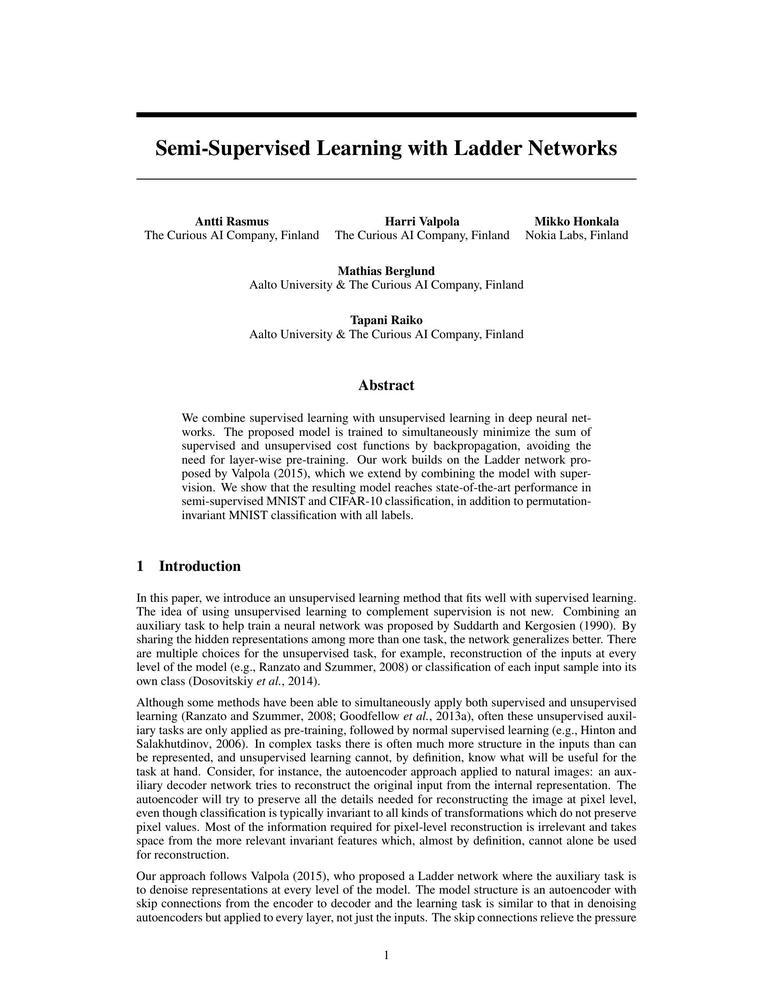 Semi-Supervised Learning with Ladder Networks
Antti Rasmus Harri Valpola Mikko Honkala
The Curious AI Company, Finland The Curious AI Company, Finland Nokia Labs, Finland
Mathias Berglund
Aalto University & The Curious AI Company, Finland
Tapani Raiko
Aalto University & The Curious AI Company, Finland
Abstract
We combine supervised learning with unsupervised learning in deep neural net-
works. The proposed model is trained to simultaneously minimize the sum of
supervised and unsupervised cost functions by backpropagation, avoiding the
need for layer-wise pre-training. Our work builds on the Ladder network pro-
posed by Valpola (2015), which we extend by combining the model with super-
vision. We show that the resulting model reaches state-of-the-art performance in
semi-supervised MNIST and CIFAR-10 classification, in addition to permutation-
invariant MNIST classification with all labels.
1 Introduction
In this paper, we introduce an unsupervised learning method that fits well with supervised learning.
The idea of using unsupervised learning to complement supervision is not new. Combining an
auxiliary task to help train a neural network was proposed by Suddarth and Kergosien (1990). By
sharing the hidden representations among more than one task, the network generalizes better. There
are multiple choices for the unsupervised task, for example, reconstruction of the inputs at every
level of the model (e.g., Ranzato and Szummer, 2008) or classification of each input sample into its
own class (Dosovitskiy et al., 2014).
Although some methods have been able to simultaneously apply both supervised and unsupervised
learning (Ranzato and Szummer, 2008; Goodfellow et al., 2013a), often these unsupervised auxil-
iary tasks are only applied as pre-training, followed by normal supervised learning (e.g., Hinton and
Salakhutdinov, 2006). In complex tasks there is often much more structure in the inputs than can
be represented, and unsupervised learning cannot, by definition, know what will be useful for the
task at hand. Consider, for instance, the autoencoder approach applied to natural images: an aux-
iliary decoder network tries to reconstruct the original input from the internal representation. The
autoencoder will try to preserve all the details needed for reconstructing the image at pixel level,
even though classification is typically invariant to all kinds of transformations which do not preserve
pixel values. Most of the information required for pixel-level reconstruction is irrelevant and takes
space from the more relevant invariant features which, almost by definition, cannot alone be used
for reconstruction.
Our approach follows Valpola (2015), who proposed a Ladder network where the auxiliary task is
to denoise representations at every level of the model. The model structure is an autoencoder with
skip connections from the encoder to decoder and the learning task is similar to that in denoising
autoencoders but applied to every layer, not just the inputs. The skip connections relieve the pressure
1